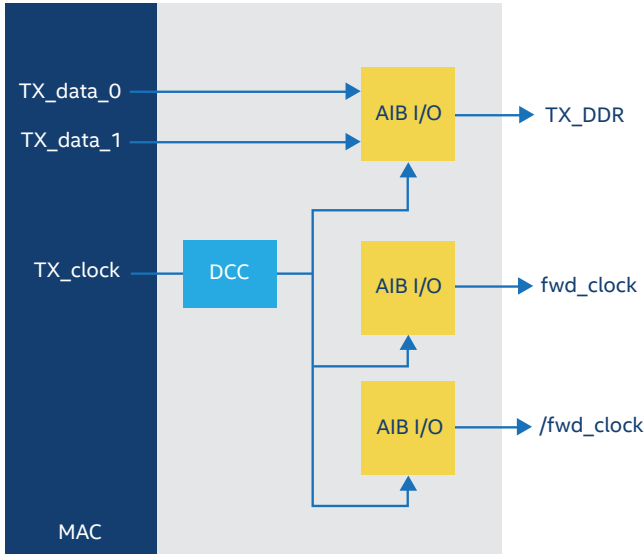 TX_data_0
AIB I/O
TX_DDR
TX_data_1
TX_clock
DCC
AIB I/O
fwd_clock
AIB I/O
/fwd_clock
MAC